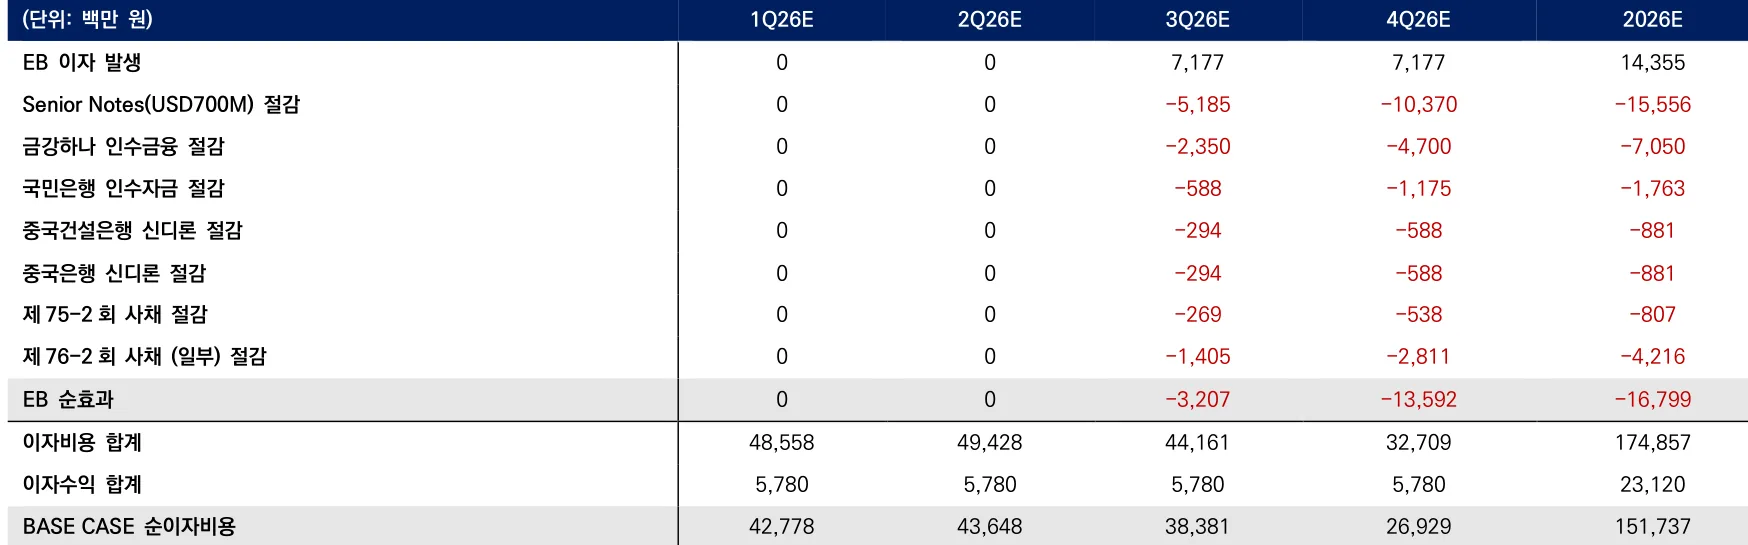 (단위: 백만 원) 1Q26E 2Q26E 3Q26E 4Q26E 2026E
EB 이자 발생 0 0 7,177 7,177 14,355
Senior Notes(USD700M) 절감 0 0 -5,185 -10,370 -15,556
금강하나 인수금융 절감 0 0 -2,350 -4,700 -7,050
국민은행 인수자금 절감 0 0 -588 -1,175 -1,763
중국건설은행 신디론 절감 0 0 -294 -588 -881
중국은행 신디론 절감 0 0 -294 -588 -881
제75-2회 사채 절감 0 0 -269 -538 -807
제76-2회 사채 (일부) 절감 0 0 -1,405 -2,811 -4,216
EB 순효과 0 0 -3,207 -13,592 -16,799
이자비용 합계 48,558 49,428 44,161 32,709 174,857
이자수익 합계 5,780 5,780 5,780 5,780 23,120
BASE CASE 순이자비용 42,778 43,648 38,381 26,929 151,737